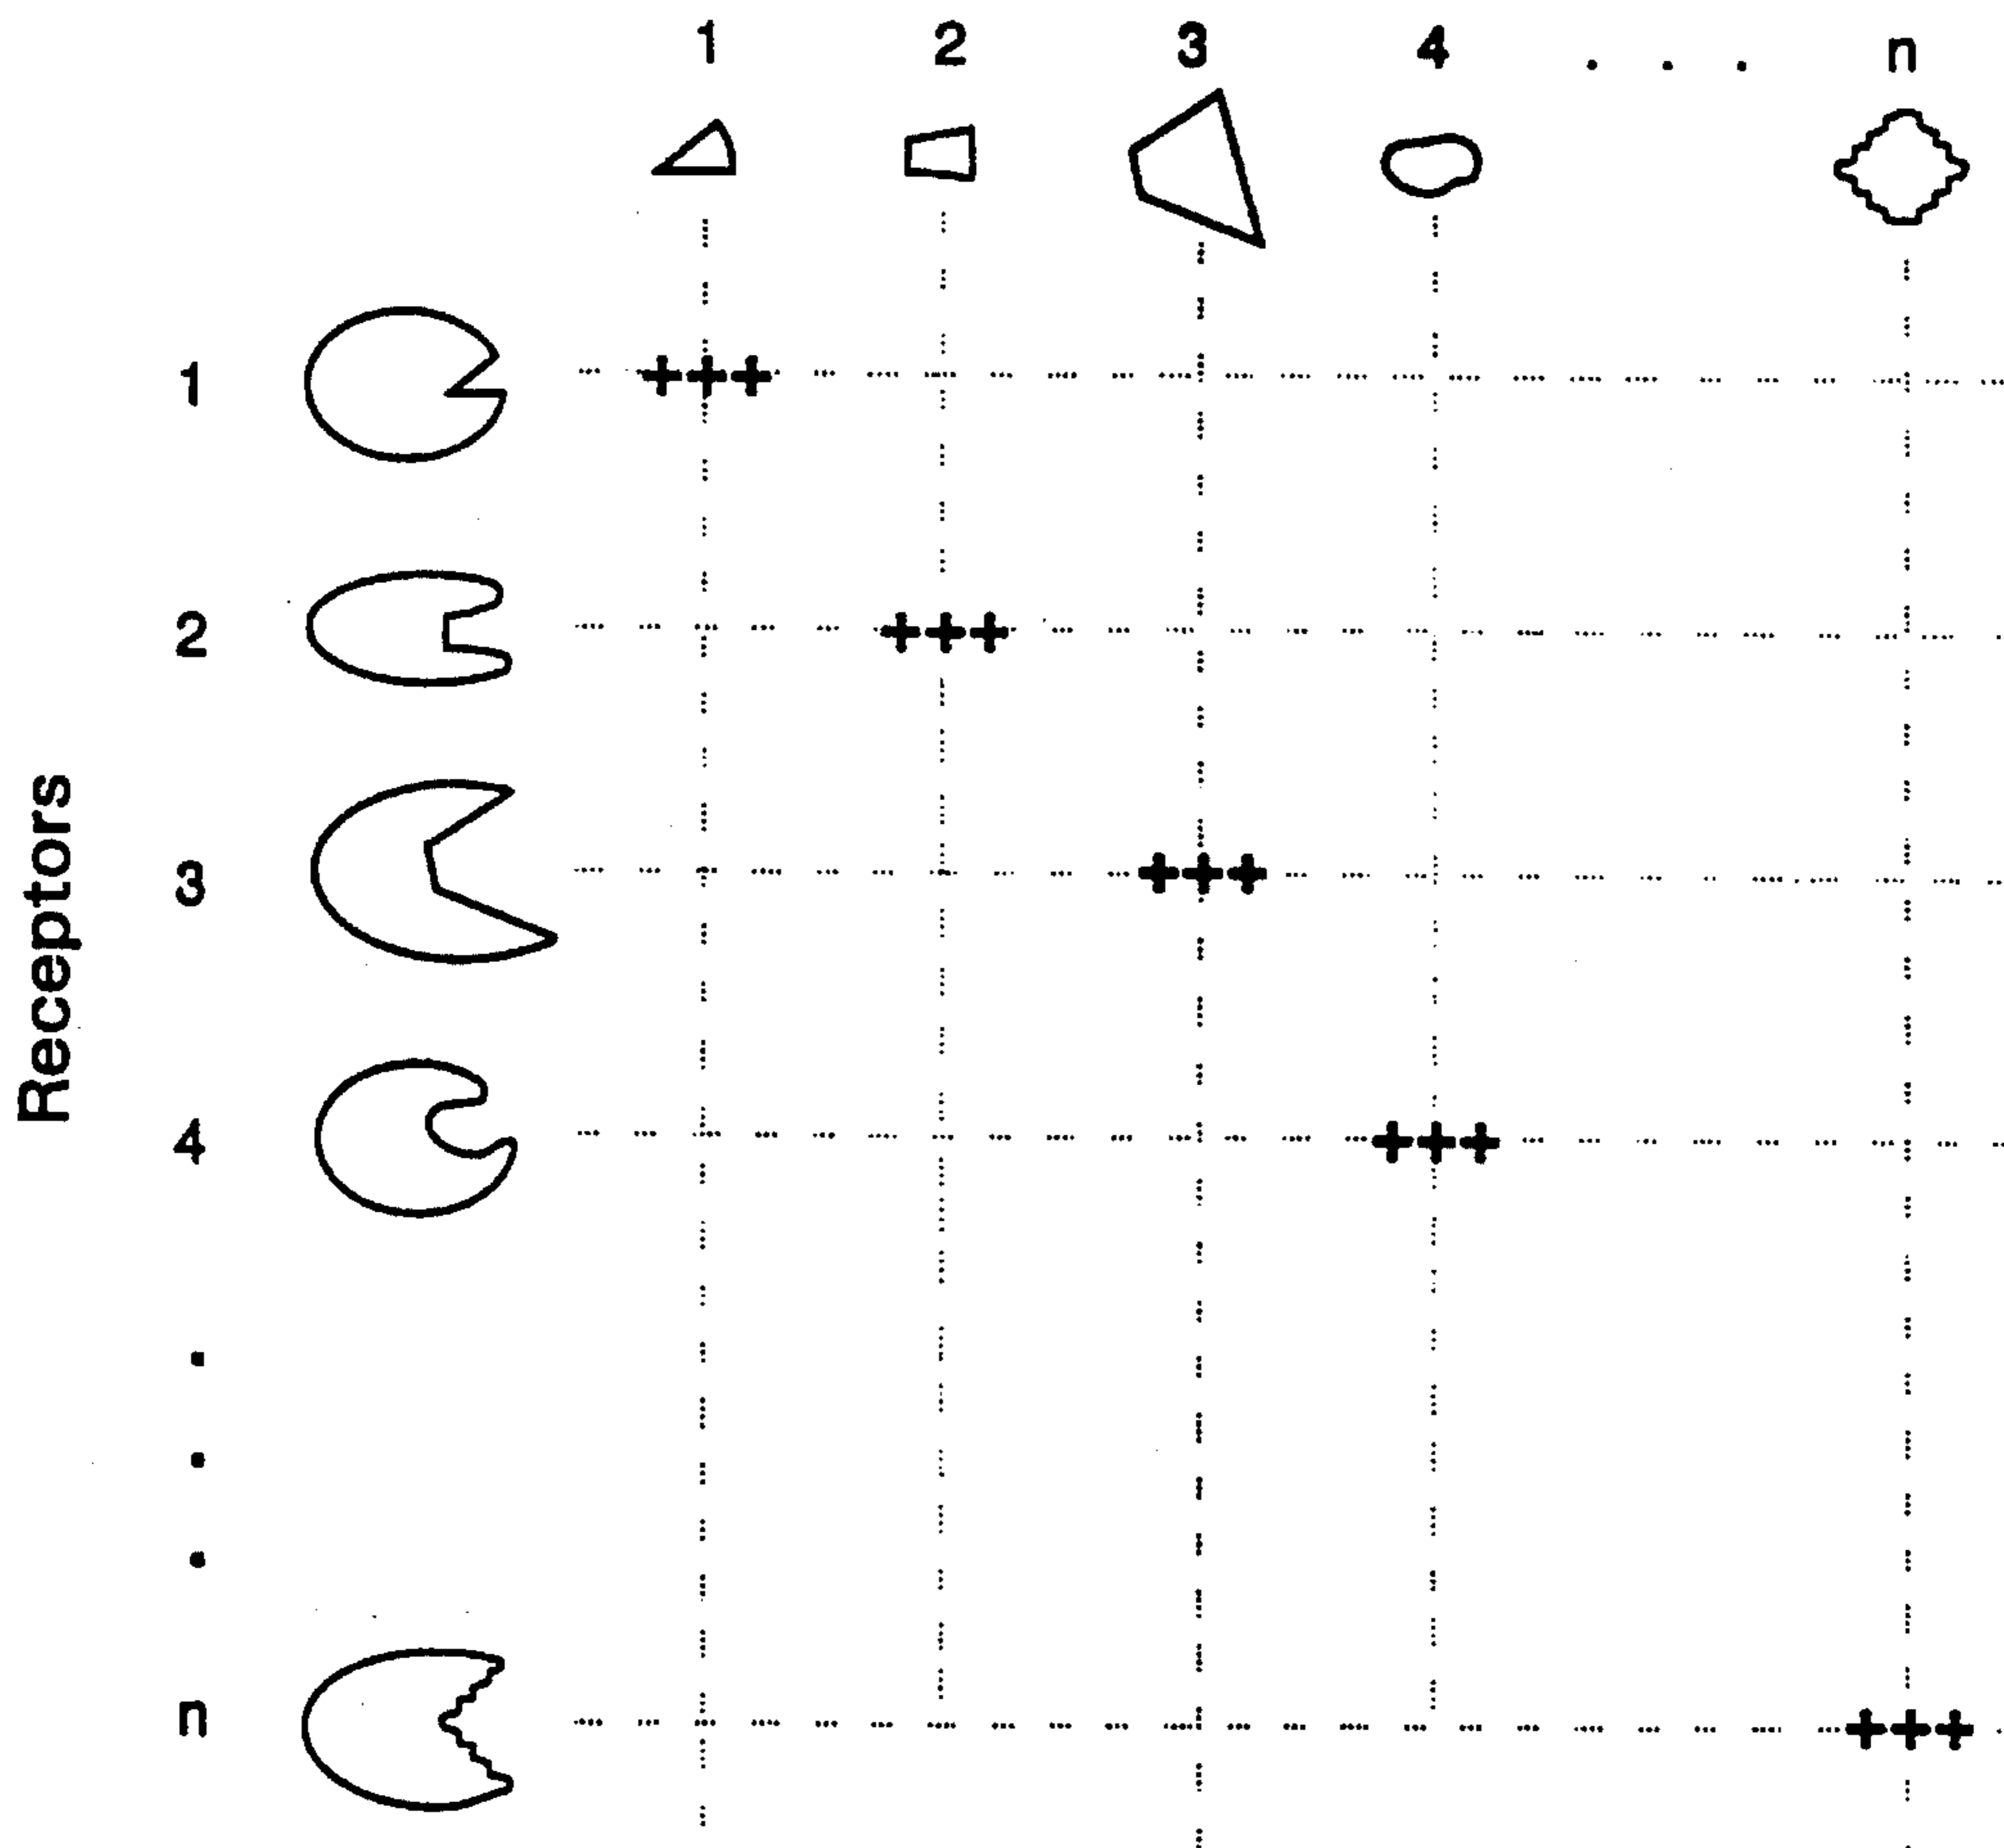 1 2 3 4 . . . n
1 +++
2 +++
Receptors
3 +++
4 +++
.
.
.
n +++